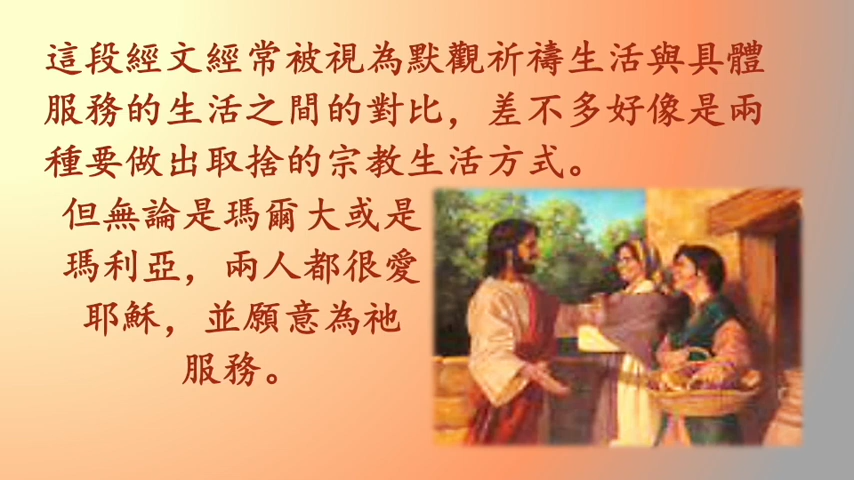 這段經文經常被視為默觀祈禱生活與具體
服務的生活之間的對比，差不多好像是兩
種要做出取捨的宗教生活方式。
但無論是瑪爾大或是
瑪利亞，兩人都很愛
耶穌，並願意為祂
服務。